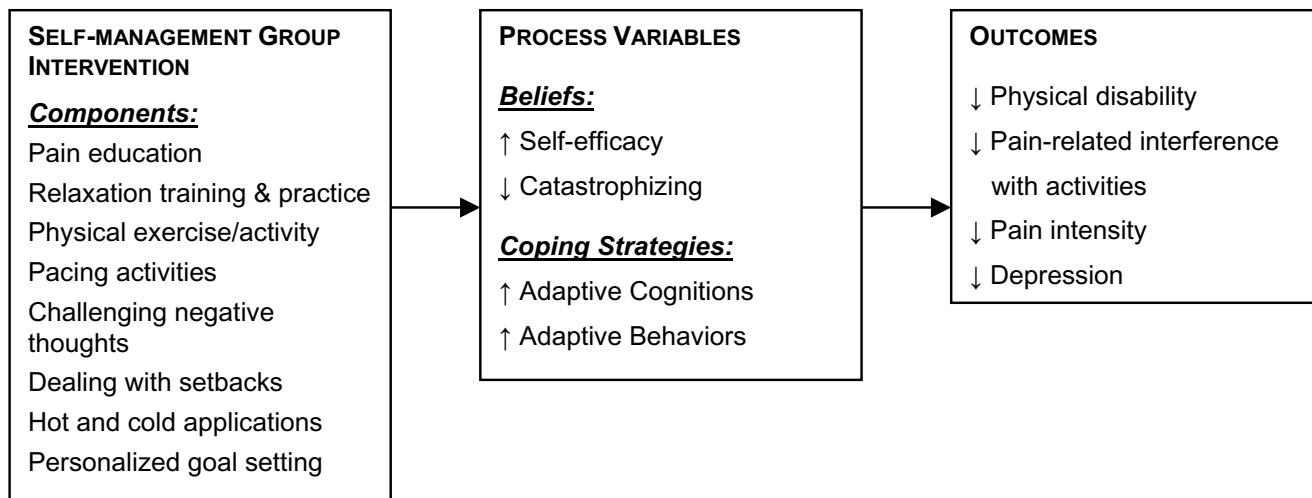 SELF-MANAGEMENT GROUP
INTERVENTION
Components:
Pain education
Relaxation training & practice
Physical exercise/activity
Pacing activities
Challenging negative
thoughts
Dealing with setbacks
Hot and cold applications
Personalized goal setting
PROCESS VARIABLES
Beliefs:
↑ Self-efficacy
↓ Catastrophizing
Coping Strategies:
↑ Adaptive Cognitions
↑ Adaptive Behaviors
OUTCOMES
↓ Physical disability
↓ Pain-related interference
with activities
↓ Pain intensity
↓ Depression